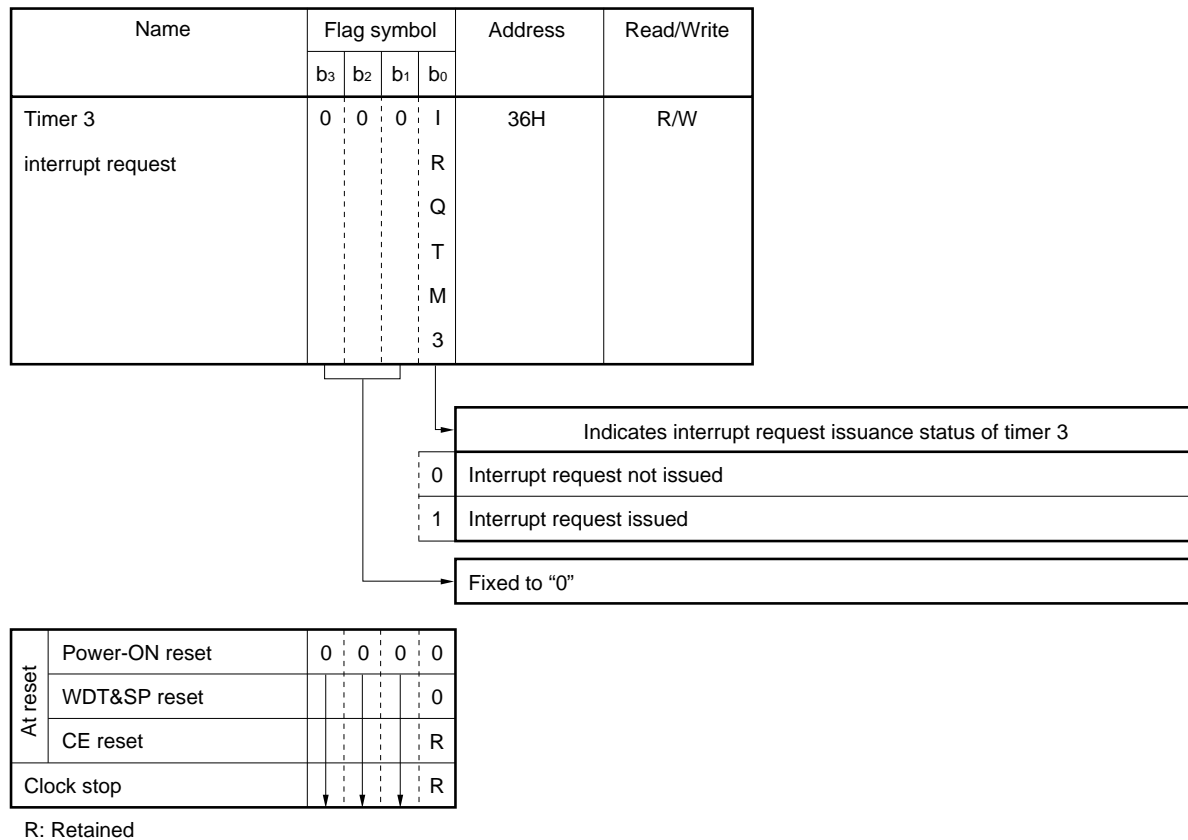 Name Flag symbol Address Read/Write
b3 b2 b1 b0
Timer 3 0 0 0 I 36H R/W
interrupt request R
Q
T
M
3
Indicates interrupt request issuance status of timer 3
0 Interrupt request not issued
1 Interrupt request issued
Fixed to “0”
At reset
Power-ON reset 0 0 0 0
WDT&SP reset 0
CE reset R
Clock stop R
R: Retained